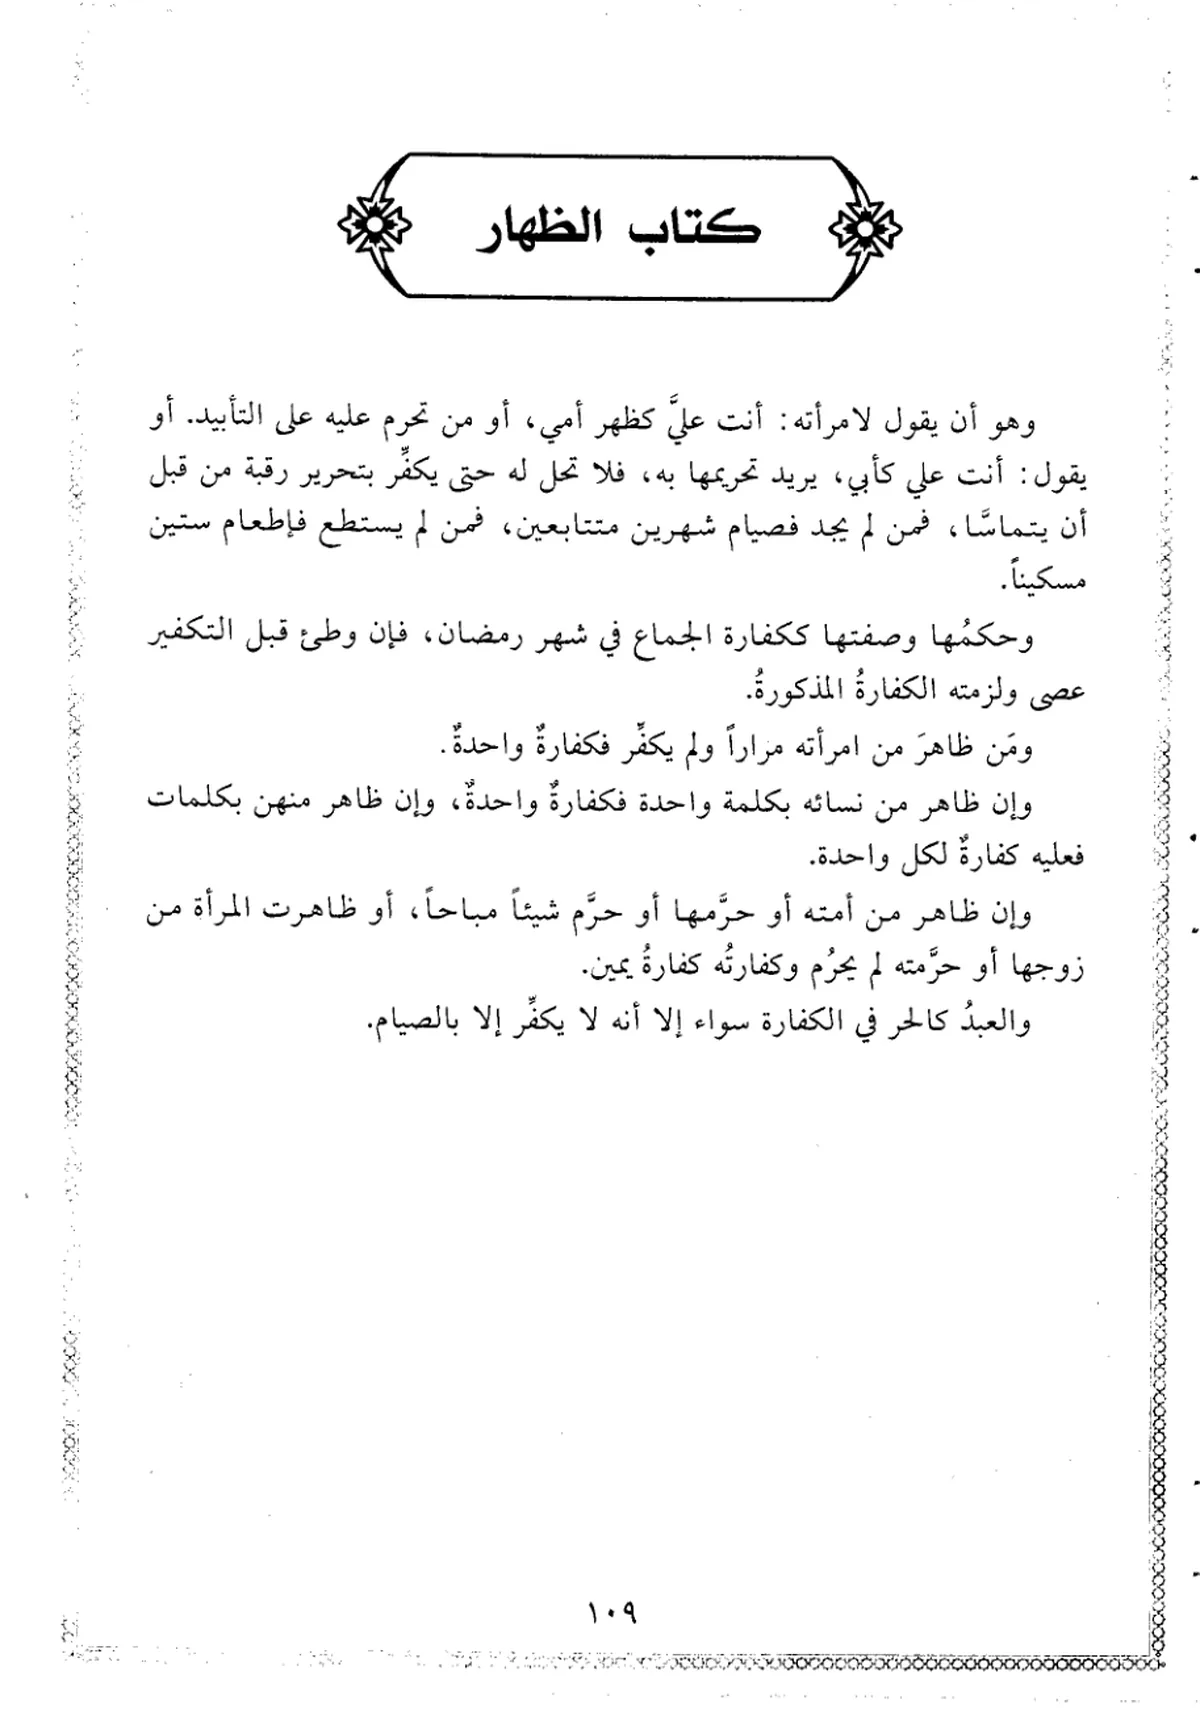 كتاب الظهار
وهو أن يقول لامرأته: أنت عليَّ كظهر أمي، أو من تحرم عليه على التأبيد. أو
يقول: أنت علي كأبي، يريد تحريمها به، فلا تحل له حتى يكفِّر بتحرير رقبة من قبل
أن يتماسَّا، فمن لم يجد فصيام شهرين متتابعين، فمن لم يستطع فإطعام ستين
مسكيناً.
وحكمُها وصفتها ككفارة الجماع في شهر رمضان، فإن وطئ قبل التكفير
عصى ولزمته الكفارةُ المذكورةُ.
ومَن ظاهرَ من امرأته مراراً ولم يكفِّر فكفارةٌ واحدةٌ.
وإن ظاهر من نسائه بكلمة واحدة فكفارةٌ واحدةٌ، وإن ظاهر منهن بكلمات
فعليه كفارةٌ لكل واحدة.
وإن ظاهر من أمته أو حرَّمها أو حرَّم شيئاً مباحاً، أو ظاهرت المرأة من
زوجها أو حرَّمته لم يحرُم وكفارتُه كفارةُ يمين.
والعبدُ كالحر في الكفارة سواء إلا أنه لا يكفِّر إلا بالصيام.
١٠٩